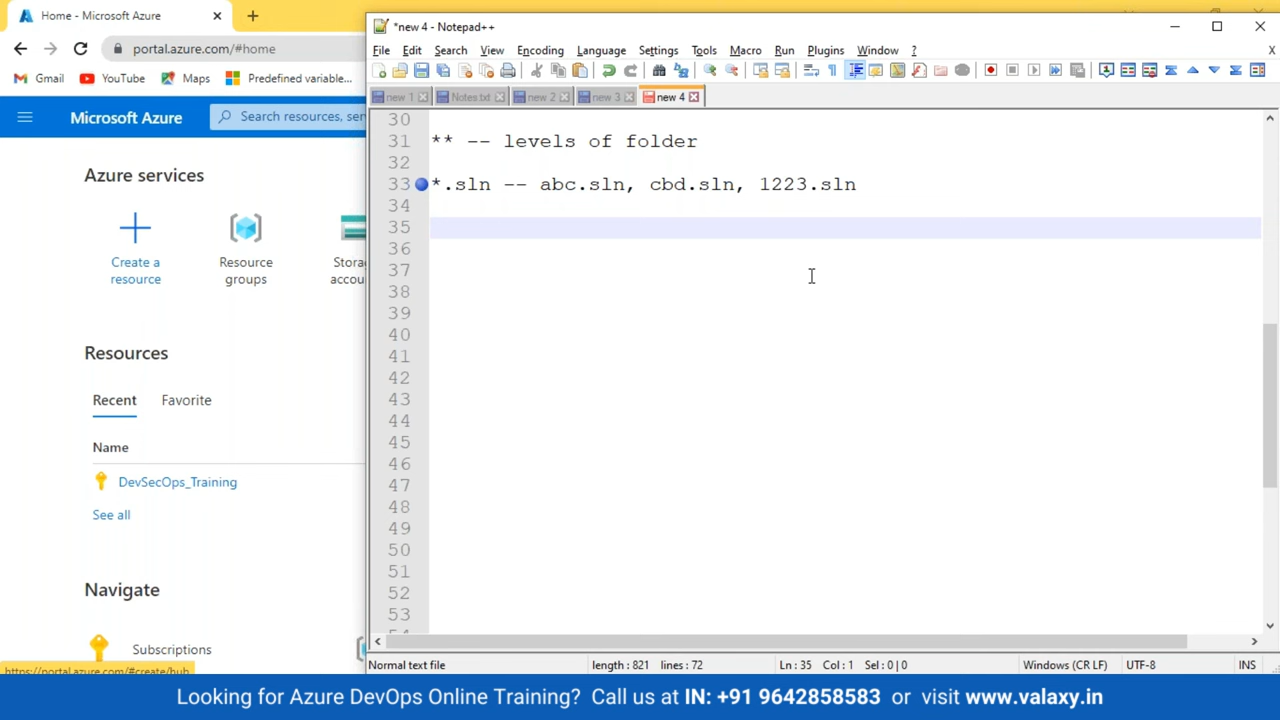 Home - Microsoft Azure
*new 4 - Notepad++
portal.azure.com/#home
File Edit Search View Encoding Language Settings Tools Macro Run Plugins Window ? X
Gmail YouTube Maps Predefined variable...
new 1 Notes.txt new 2 new 3 new 4
Microsoft Azure
Search resources, ser
Azure services
Create a
resource
Resource
groups
Storag
accou
Resources
Recent Favorite
Name
DevSecOps_Training
See all
Navigate
Subscriptions
https://portal.azure.com/#create/hub
30
31 ** -- levels of folder
32
33 *.sln -- abc.sln, cbd.sln, 1223.sln
34
35
36
37
38
39
40
41
42
43
44
45
46
47
48
49
50
51
52
53
54
Normal text file length : 821 lines : 72 Ln : 35 Col : 1 Sel : 0 | 0 Windows (CR LF) UTF-8 INS
Looking for Azure DevOps Online Training? Call us at IN: +91 9642858583 or visit www.valaxy.in